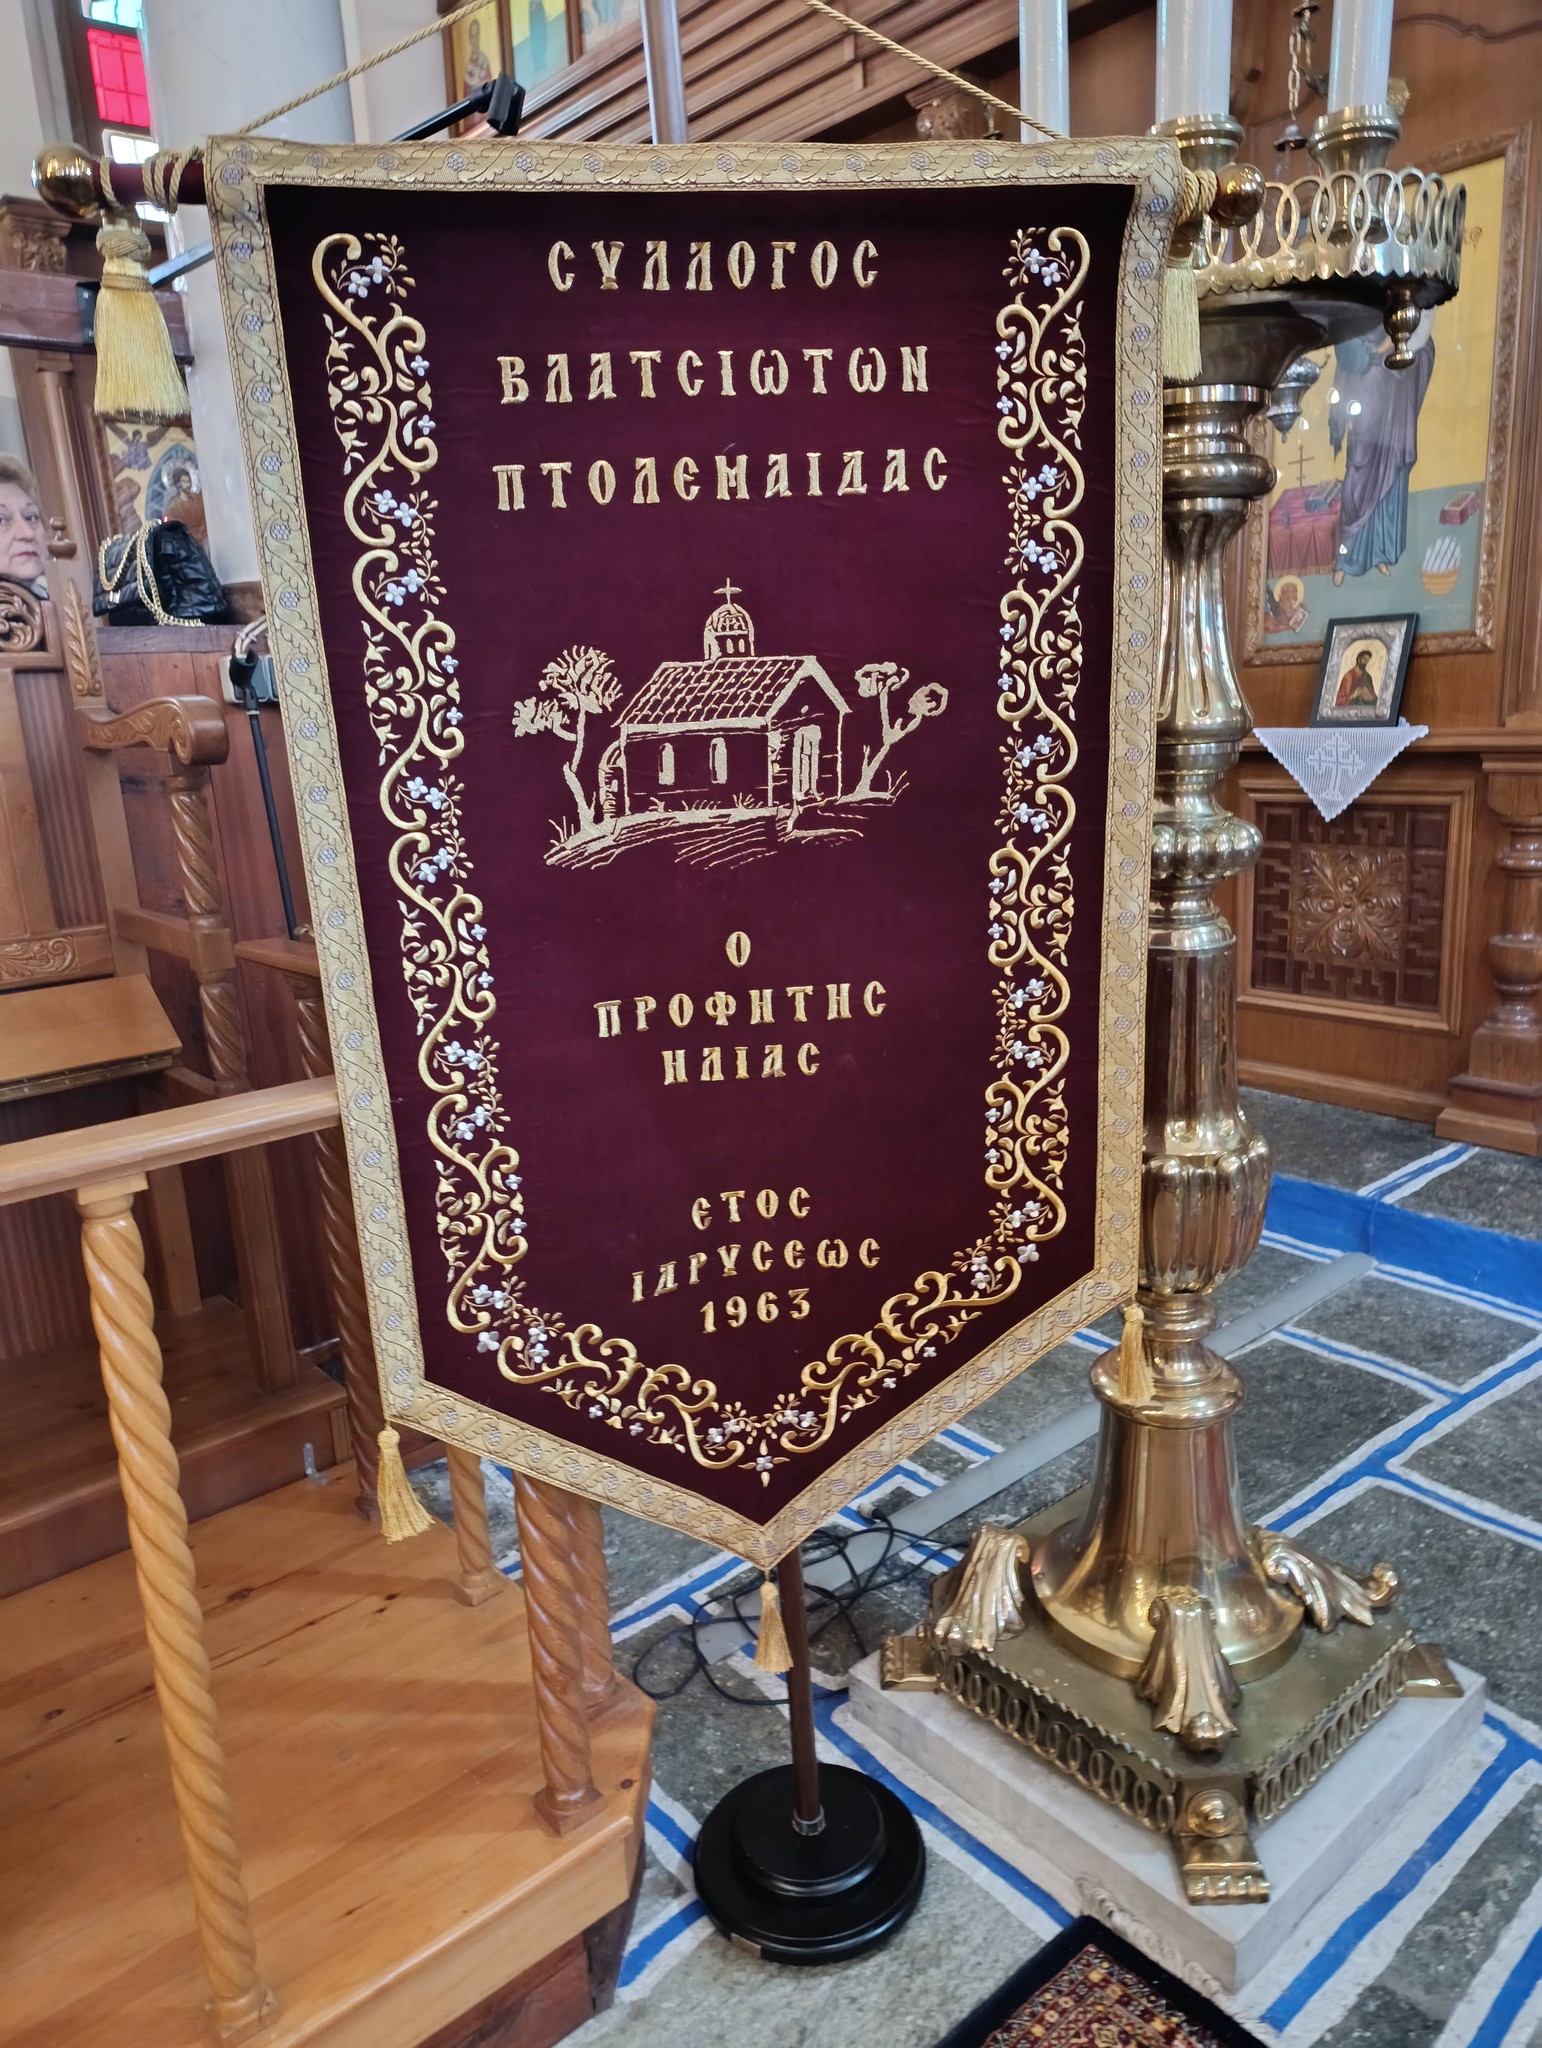 ΣΥΛΛΟΓΟΣ
ΒΛΑΤΣΙΩΤΩΝ
ΠΤΟΛΕΜΑΙΔΑΣ
Ο
ΠΡΟΦΗΤΗΣ
ΗΛΙΑΣ
ΕΤΟΣ
ΙΔΡΥΣΕΩΣ
1963